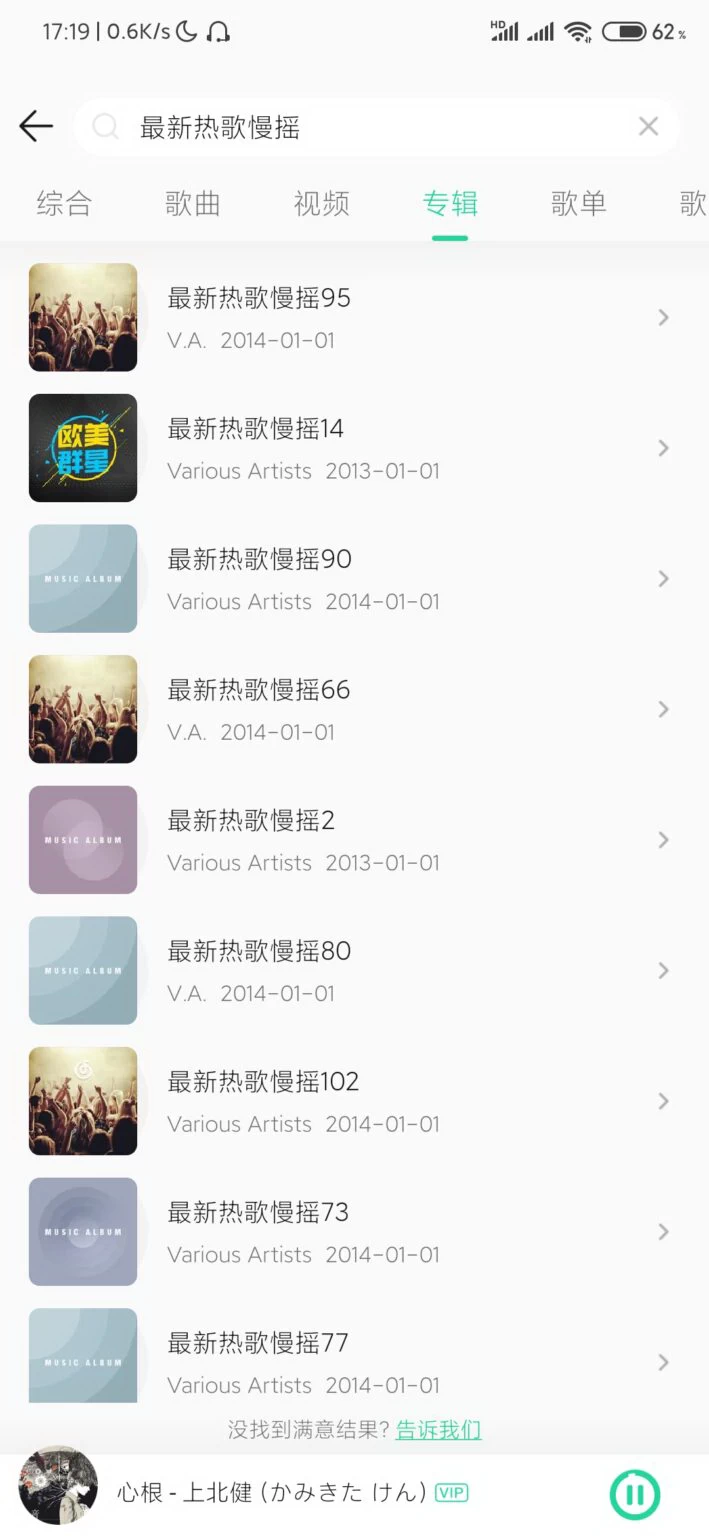 17:19 | 0.6K/s HD 62%
最新热歌慢摇
综合 歌曲 视频 专辑 歌单 歌
最新热歌慢摇95
V.A. 2014-01-01
欧美
群星
最新热歌慢摇14
Various Artists 2013-01-01
MUSIC ALBUM
最新热歌慢摇90
Various Artists 2014-01-01
最新热歌慢摇66
V.A. 2014-01-01
MUSIC ALBUM
最新热歌慢摇2
Various Artists 2013-01-01
MUSIC ALBUM
最新热歌慢摇80
V.A. 2014-01-01
最新热歌慢摇102
Various Artists 2014-01-01
MUSIC ALBUM
最新热歌慢摇73
Various Artists 2014-01-01
MUSIC ALBUM
最新热歌慢摇77
Various Artists 2014-01-01
没找到满意结果? 告诉我们
心根 - 上北健 (かみきた けん) VIP